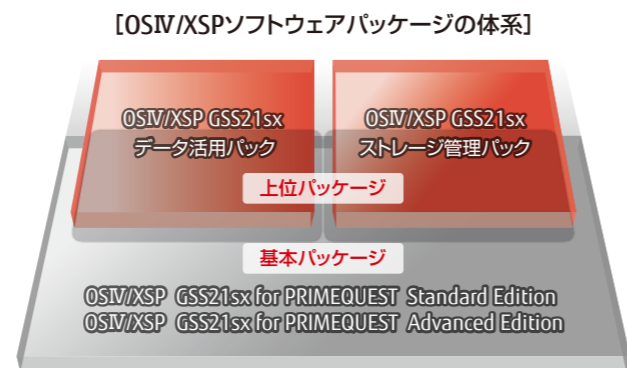 [OSⅣ/XSPソフトウェアパッケージの体系]
OSⅣ/XSP GSS21sx
データ活用パック
OSⅣ/XSP GSS21sx
ストレージ管理パック
上位パッケージ
基本パッケージ
OSⅣ/XSP GSS21sx for PRIMEQUEST Standard Edition
OSⅣ/XSP GSS21sx for PRIMEQUEST Advanced Edition